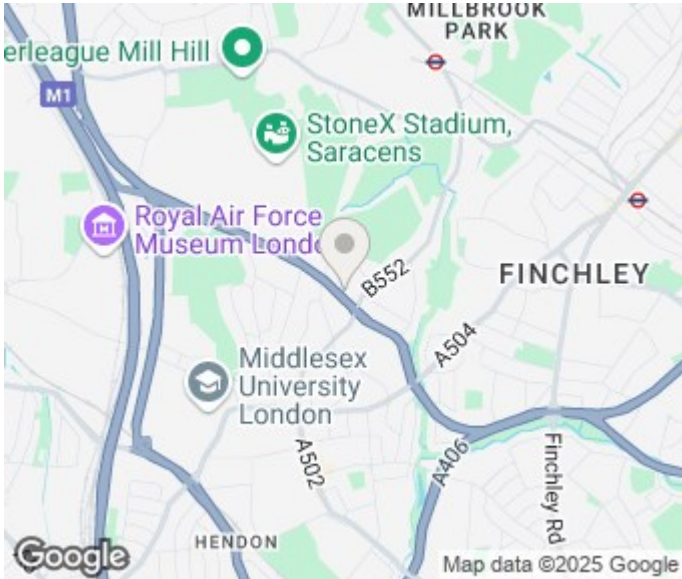 MILLBROOK
PARK
erleague Mill Hill
M1
StoneX Stadium,
Saracens
Royal Air Force
Museum Londo
FINCHLEY
B552
A504
Middlesex
University
London
A502
A406
Finchley Rd
HENDON
Google
Map data ©2025 Google